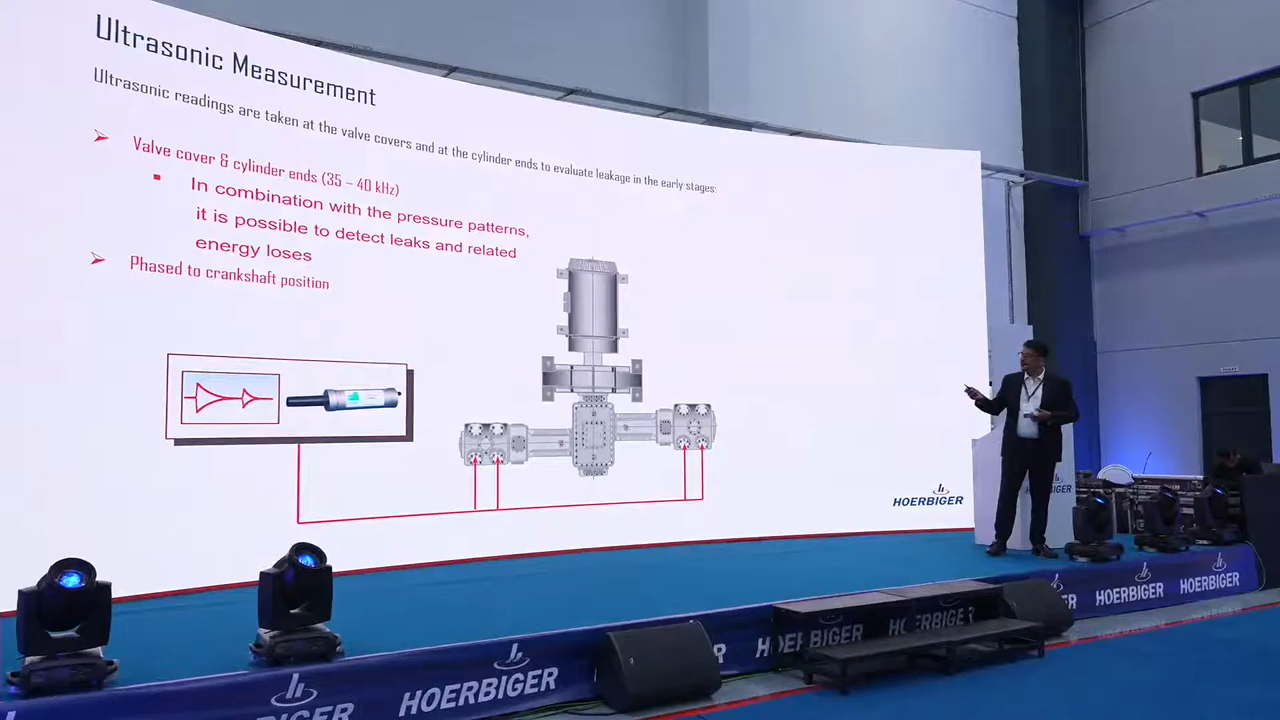 Ultrasonic Measurement
Ultrasonic readings are taken at the valve covers and at the cylinder ends to evaluate leakage in the early stages:
Valve cover & cylinder ends (35 – 40 kHz)
In combination with the pressure patterns,
it is possible to detect leaks and related
energy loses
Phased to crankshaft position
HOERBIGER
HOERBIGER
HOERBIGER
HOERBIGER
HOERBIGER
HOERBIGER